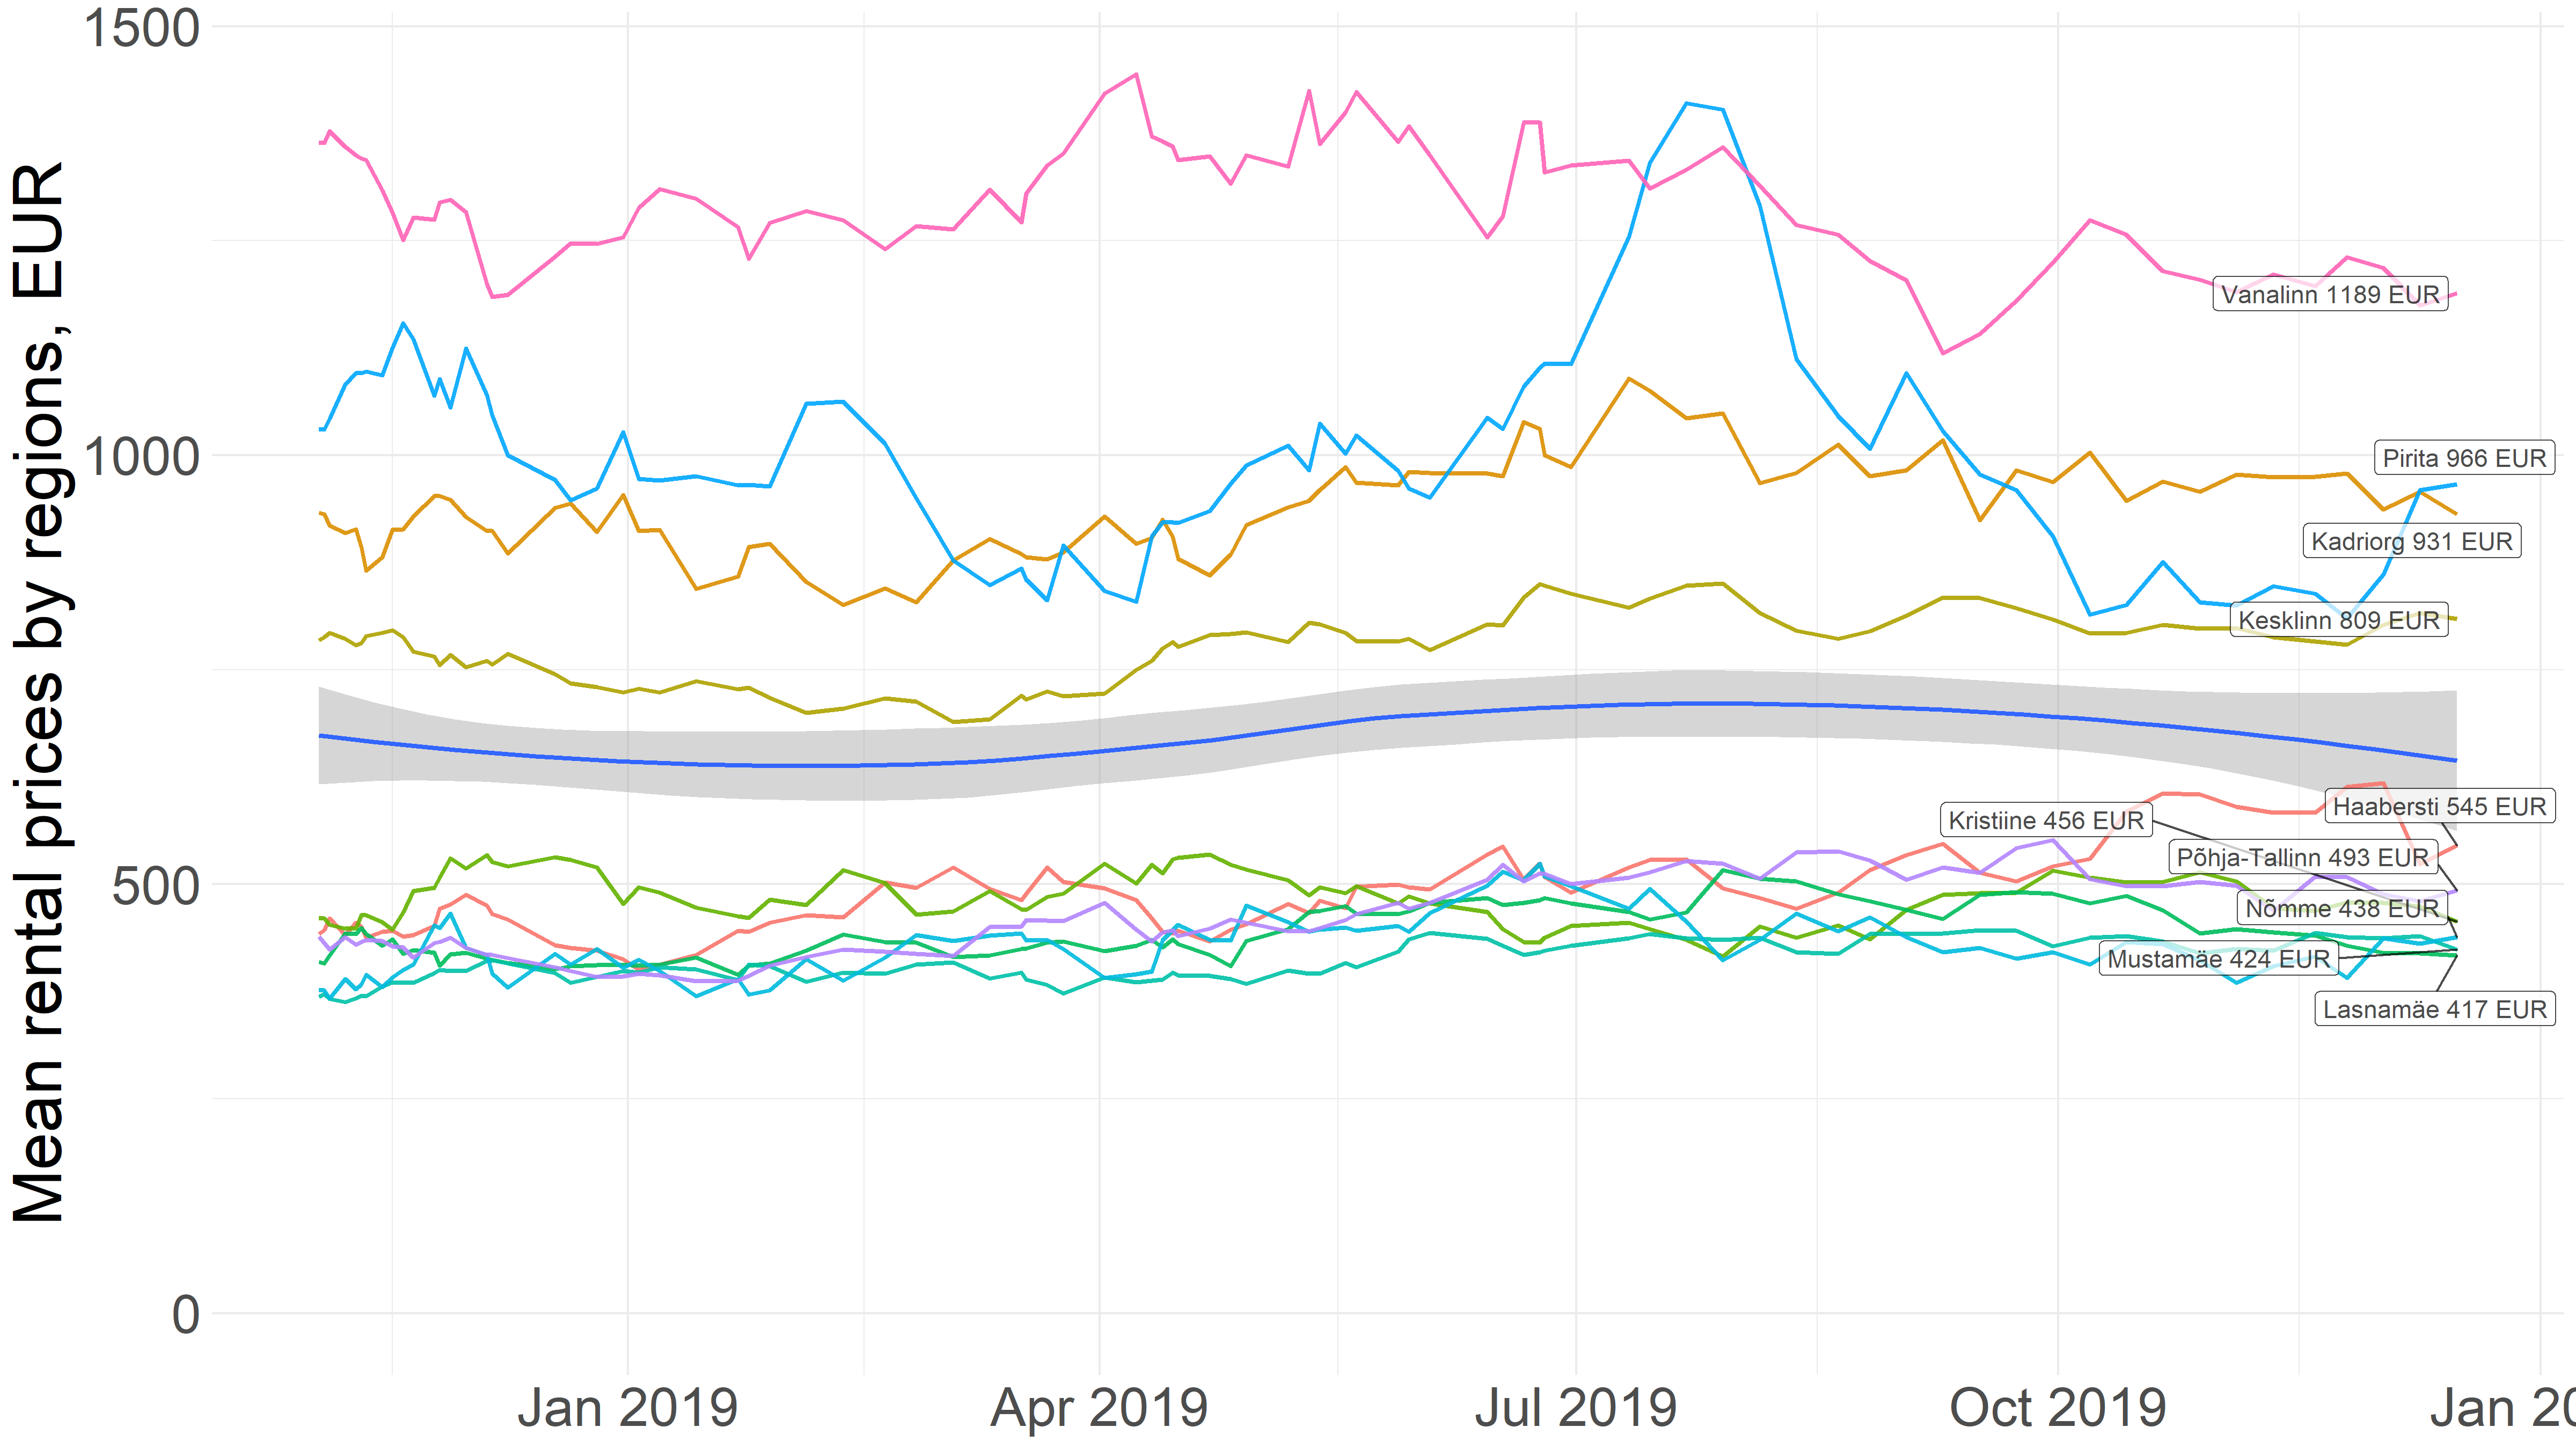 Mean rental prices by regions, EUR
1500
1000
500
0
Vanalinn 1189 EUR
Pirita 966 EUR
Kadriorg 931 EUR
Kesklinn 809 EUR
Haabersti 545 EUR
Kristiine 456 EUR
Põhja-Tallinn 493 EUR
Nõmme 438 EUR
Mustamäe 424 EUR
Lasnamäe 417 EUR
Jan 2019
Apr 2019
Jul 2019
Oct 2019
Jan 20